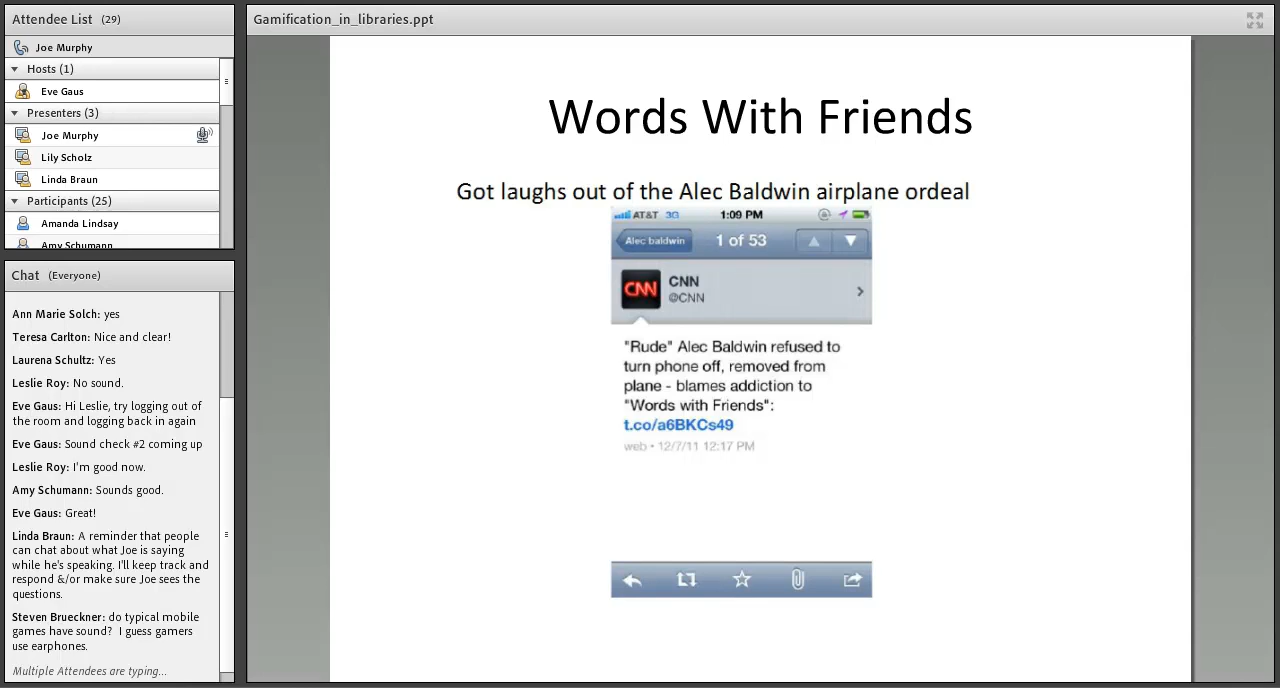 Attendee List (29)
Joe Murphy
Hosts (1)
Eve Gaus
Presenters (3)
Joe Murphy
Lily Scholz
Linda Braun
Participants (25)
Amanda Lindsay
Amy Schumann
Chat (Everyone)
Ann Marie Solch: yes
Teresa Carlton: Nice and clear!
Laurena Schultz: Yes
Leslie Roy: No sound.
Eve Gaus: Hi Leslie, try logging out of
the room and logging back in again
Eve Gaus: Sound check #2 coming up
Leslie Roy: I'm good now.
Amy Schumann: Sounds good.
Eve Gaus: Great!
Linda Braun: A reminder that people
can chat about what Joe is saying
while he's speaking. I'll keep track and
respond &/or make sure Joe sees the
questions.
Steven Brueckner: do typical mobile
games have sound? I guess gamers
use earphones.
Multiple Attendees are typing...
Gamification_in_libraries.ppt
Words With Friends
Got laughs out of the Alec Baldwin airplane ordeal
AT&T 3G 1:09 PM
Alec baldwin 1 of 53
CNN
CNN
@CNN
"Rude" Alec Baldwin refused to
turn phone off, removed from
plane - blames addiction to
"Words with Friends":
t.co/a6BKCs49
web • 12/7/11 12:17 PM